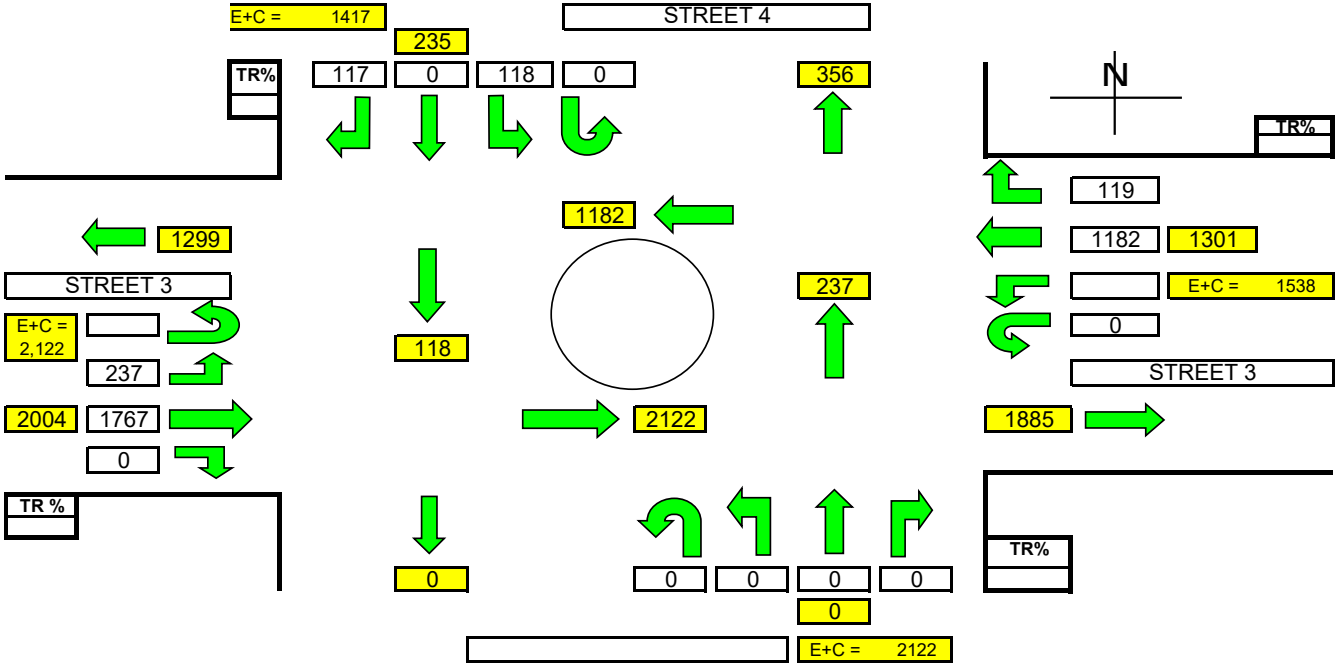 E+C = 1417
STREET 4
235
TR%
117 0 118 0
356
N
TR%
119
1182
1299
1182 1301
STREET 3
237
E+C = 1538
E+C =
2,122
0
118
237
STREET 3
2004 1767
2122
1885
0
TR %
TR%
0
0 0 0 0
0
E+C = 2122